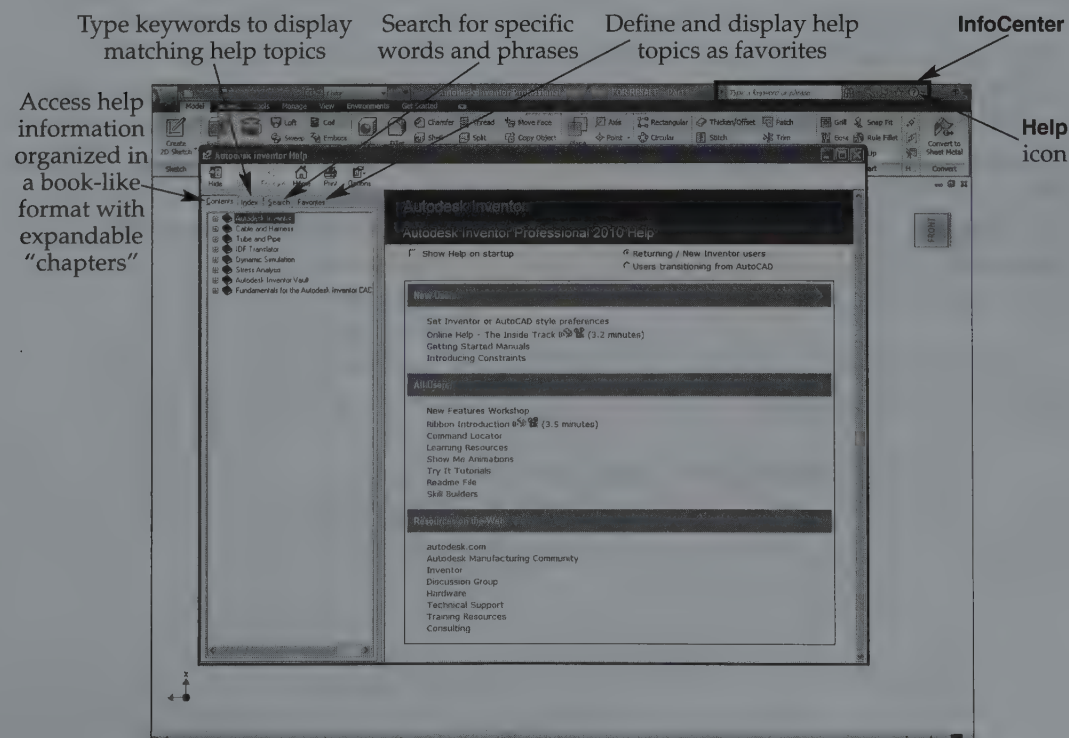 Type keywords to display
matching help topics
Search for specific
words and phrases
Define and display help
topics as favorites
InfoCenter
Access help
information
organized in
a book-like
format with
expandable
"chapters"
Help
icon
Model Tools Manage View Environments Get Started
Create
2D Sketch
Loft Coil
Sweep Emboss
Chamfer Thread Move Face
Shell Split Copy Object
Axis Rectangular Thicken/Offset Patch
Point Circular Stitch Trim
Grill Snap Fit
Boss Rule Fillet
Convert to
Sheet Metal
Sketch
Convert
Autodesk Inventor Help
Hide Home Print Options
Contents Index Search Favorites
Autodesk Inventor
Cable and Harness
Tube and Pipe
IDF Translator
Dynamic Simulation
Stress Analysis
Autodesk Inventor Vault
Fundamentals for the Autodesk Inventor CAD
Autodesk Inventor
Autodesk Inventor Professional 2010 Help
Show Help on startup
Returning / New Inventor users
Users transitioning from AutoCAD
New Users
Set Inventor or AutoCAD style preferences
Online Help - The Inside Track (3.2 minutes)
Getting Started Manuals
Introducing Constraints
All Users
New Features Workshop
Ribbon Introduction (3.5 minutes)
Command Locator
Learning Resources
Show Me Animations
Try It Tutorials
Readme File
Skill Builders
Resources on the Web
autodesk.com
Autodesk Manufacturing Community
Inventor
Discussion Group
Hardware
Technical Support
Training Resources
Consulting
FRONT
z